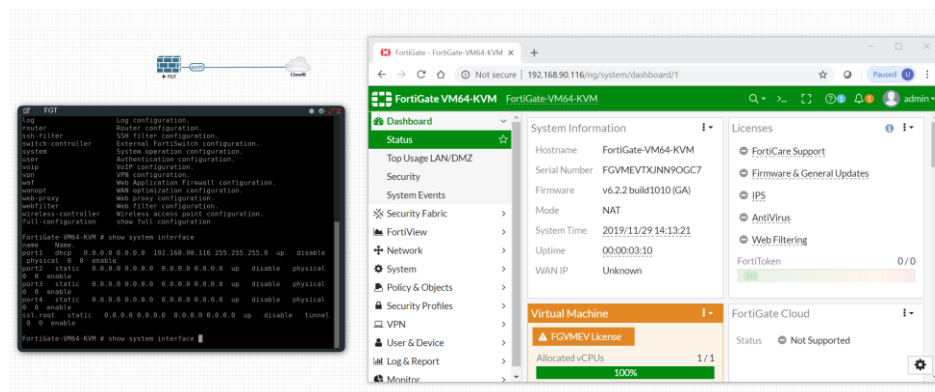 FGT
port1
Cloud0
FGT
log Log configuration.
router Router configuration.
ssh-filter SSH filter configuration.
switch-controller External FortiSwitch configuration.
system System operation configuration.
user Authentication configuration.
voip VoIP configuration.
vpn VPN configuration.
waf Web Application Firewall configuration.
wanopt WAN optimization configuration.
web-proxy Web proxy configuration.
webfilter Web filter configuration.
wireless-controller Wireless access point configuration.
full-configuration show full configuration
FortiGate-VM64-KVM # show system interface
name Name.
port1 dhcp 0.0.0.0 0.0.0.0 192.168.90.116 255.255.255.0 up disable
physical 0 0 enable
port2 static 0.0.0.0 0.0.0.0 0.0.0.0 0.0.0.0 up disable physical
0 0 enable
port3 static 0.0.0.0 0.0.0.0 0.0.0.0 0.0.0.0 up disable physical
0 0 enable
port4 static 0.0.0.0 0.0.0.0 0.0.0.0 0.0.0.0 up disable physical
0 0 enable
ssl.root static 0.0.0.0 0.0.0.0 0.0.0.0 0.0.0.0 up disable tunnel
0 0 enable
FortiGate-VM64-KVM # show system interface
FortiGate - FortiGate-VM64-KVM
Not secure | 192.168.90.116/ng/system/dashboard/1
Paused U
FortiGate VM64-KVM FortiGate-VM64-KVM
admin
Dashboard
Status
Top Usage LAN/DMZ
Security
System Events
Security Fabric
FortiView
Network
System
Policy & Objects
Security Profiles
VPN
User & Device
Log & Report
Monitor
System Information
Hostname FortiGate-VM64-KVM
Serial Number FGVMEVTXJNN9OGC7
Firmware v6.2.2 build1010 (GA)
Mode NAT
System Time 2019/11/29 14:13:21
Uptime 00:00:03:10
WAN IP Unknown
Licenses
FortiCare Support
Firmware & General Updates
IPS
AntiVirus
Web Filtering
FortiToken 0/0
0%
Virtual Machine
FGVMEV License
Allocated vCPUs 1/1
100%
FortiGate Cloud
Status Not Supported